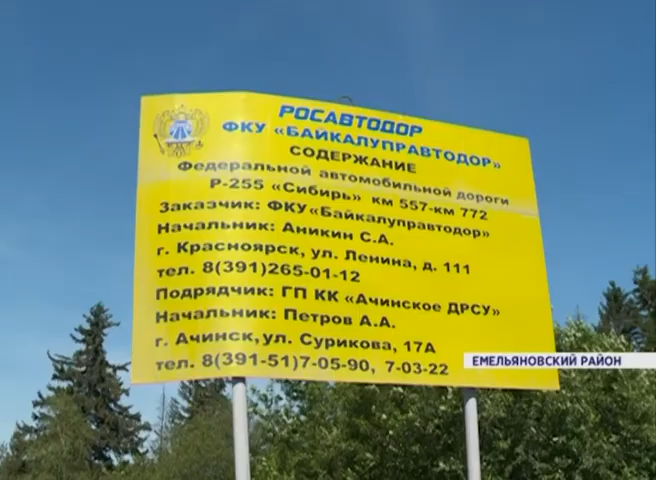 РОСАВТОДОР
ФКУ «БАЙКАЛУПРАВТОДОР»
СОДЕРЖАНИЕ
Федеральной автомобильной дороги
Р-255 «Сибирь» км 557-км 772
Заказчик: ФКУ«Байкалуправтодор»
Начальник: Аникин С.А.
г. Красноярск, ул. Ленина, д. 111
тел. 8(391)265-01-12
Подрядчик: ГП КК «Ачинское ДРСУ»
Начальник: Петров А.А.
г. Ачинск, ул. Сурикова, 17А
тел. 8(391-51)7-05-90, 7-03-22
ЕМЕЛЬЯНОВСКИЙ РАЙОН